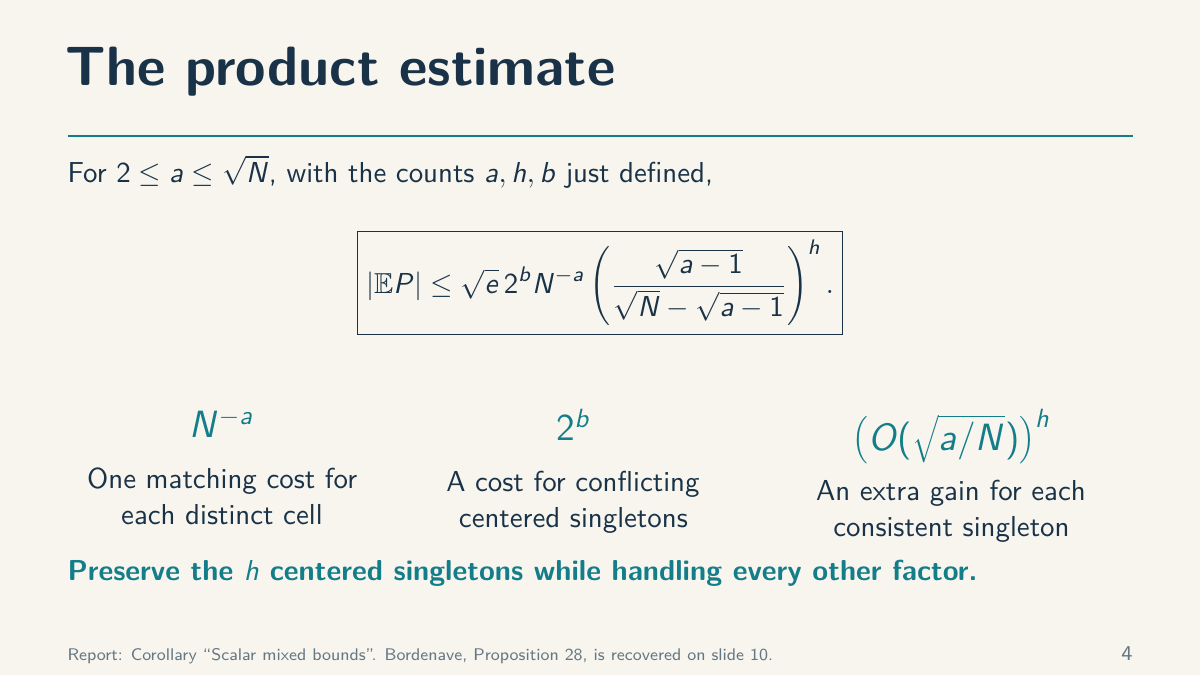 The product estimate
For 2 ≤ a ≤ √N, with the counts a, h, b just defined,
|𝔼P| ≤ √e 2^b N^{−a} ( √(a − 1) / (√N − √(a − 1)) )^h .
N^{−a}
One matching cost for
each distinct cell
2^b
A cost for conflicting
centered singletons
(O(√(a/N)))^h
An extra gain for each
consistent singleton
Preserve the h centered singletons while handling every other factor.
Report: Corollary “Scalar mixed bounds”. Bordenave, Proposition 28, is recovered on slide 10.
4